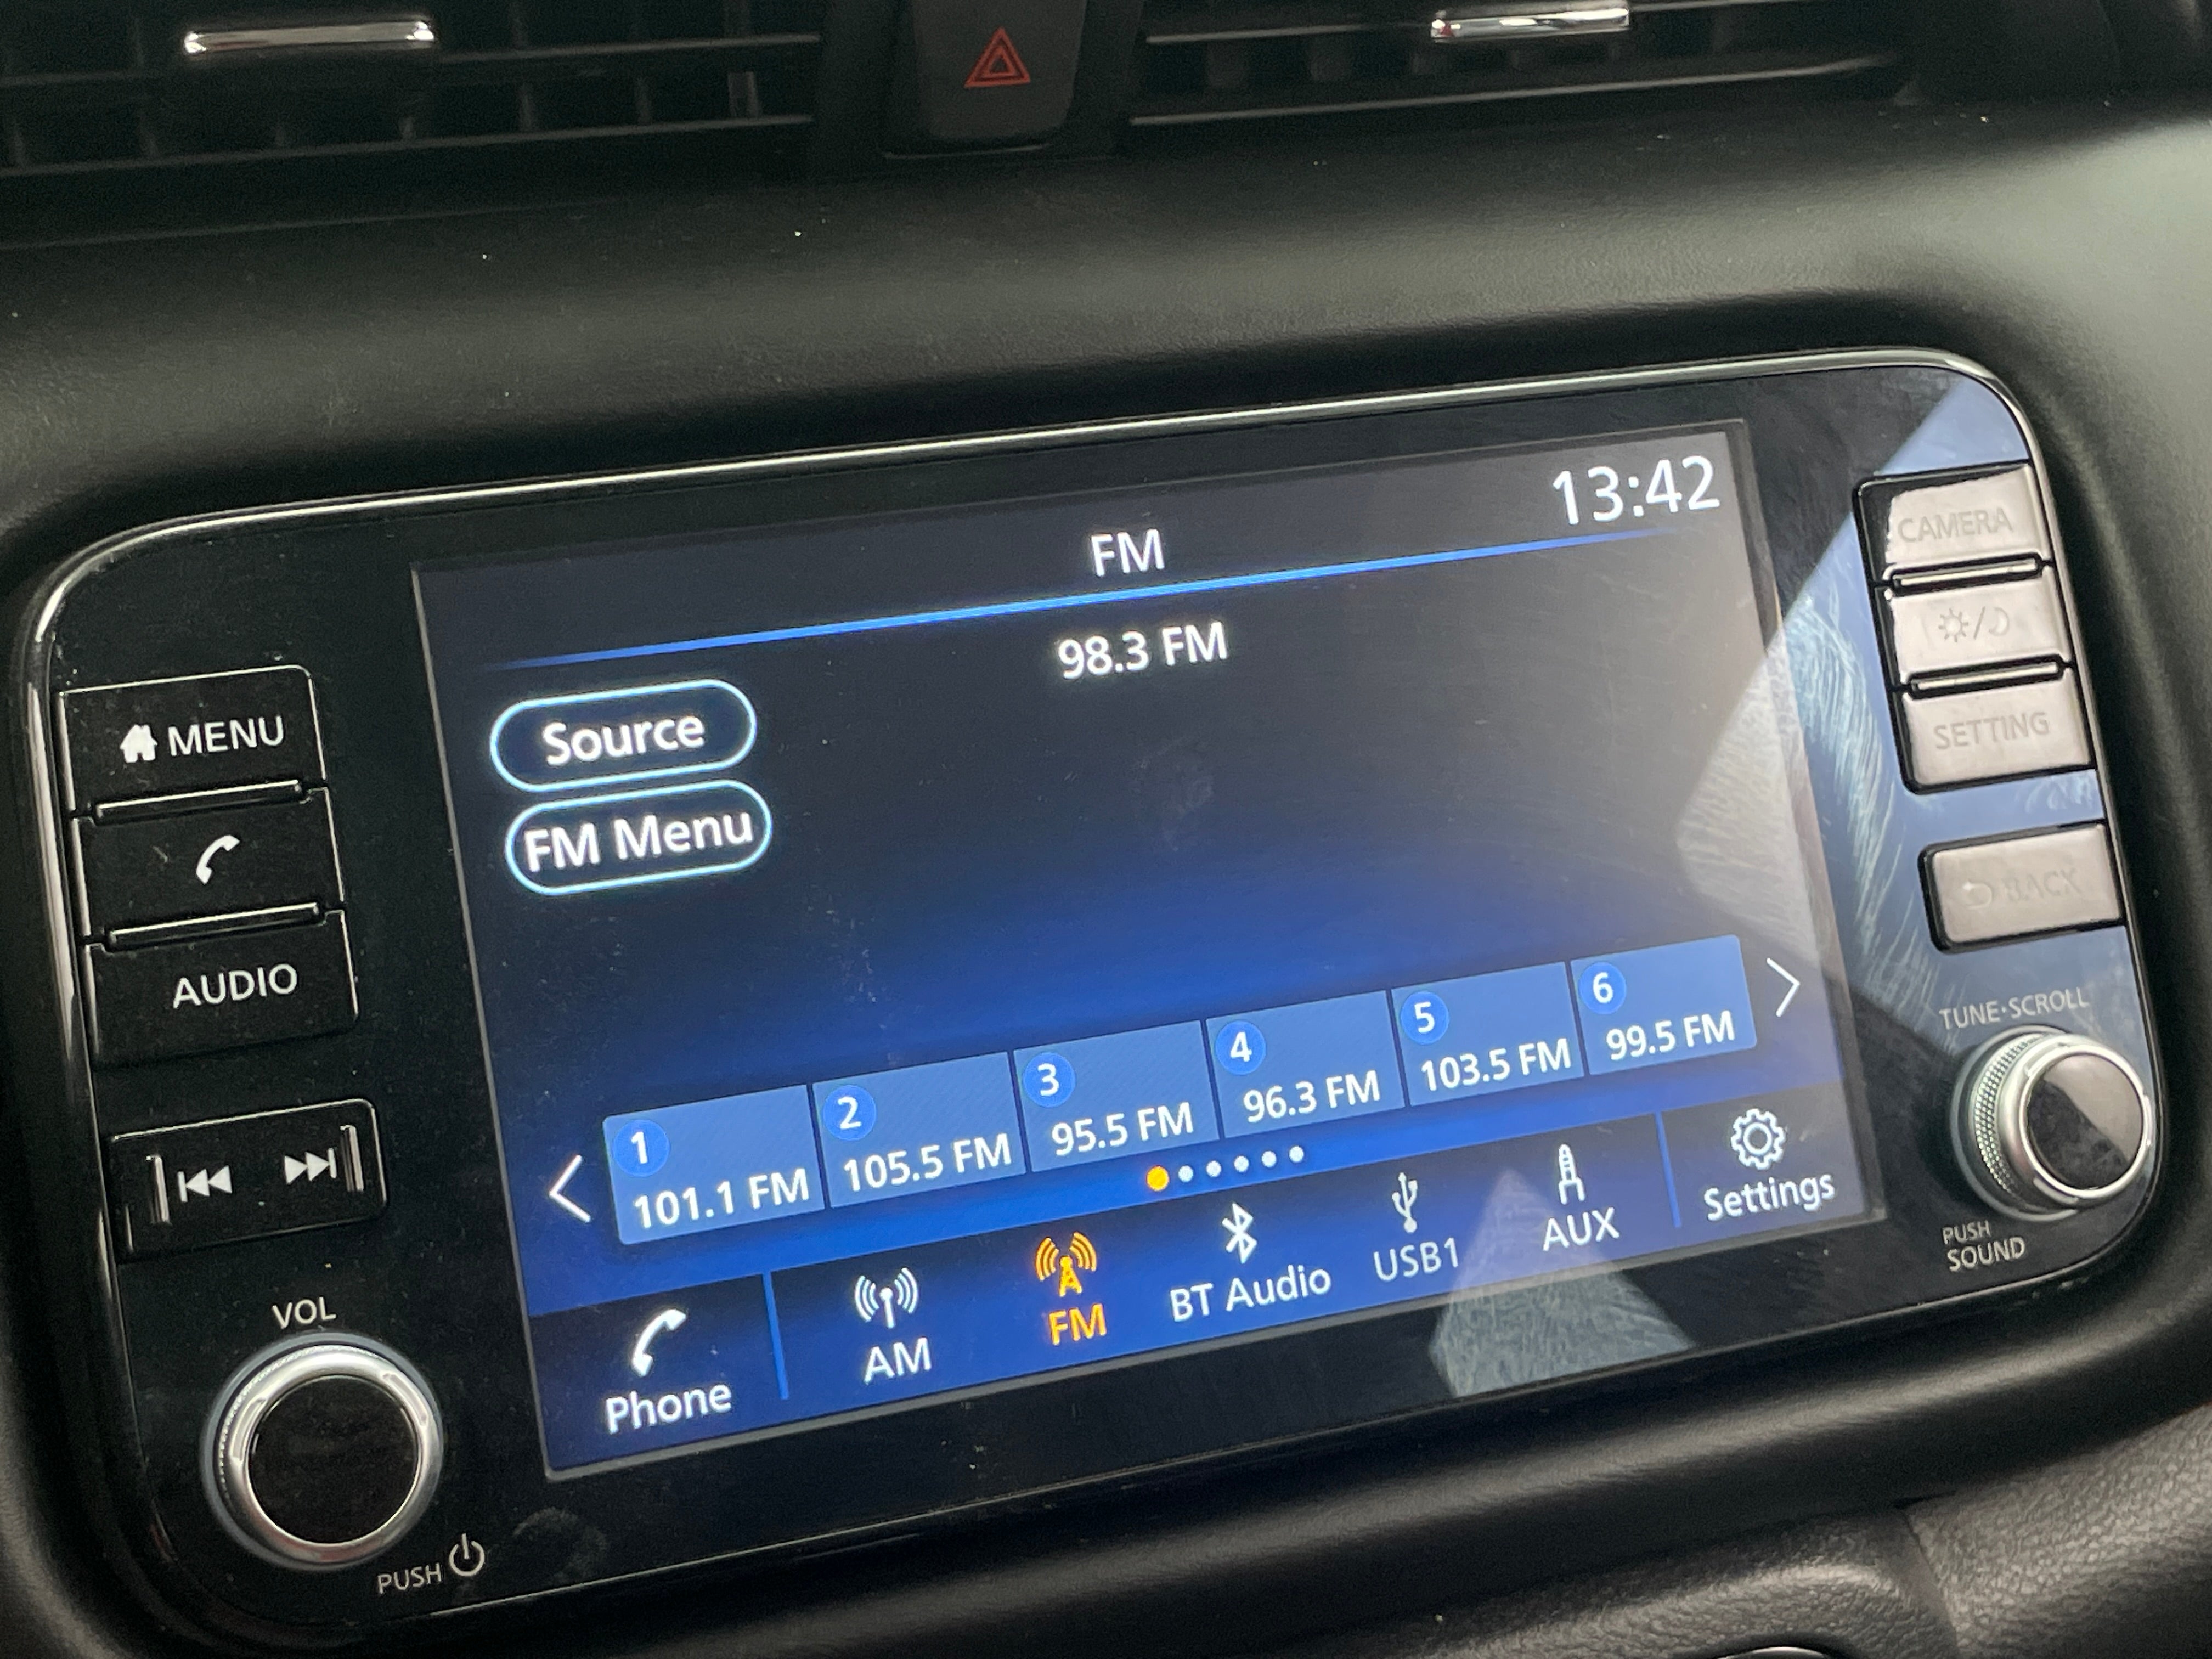 13:42
FM
98.3 FM
CAMERA
SETTING
BACK
MENU
AUDIO
Source
FM Menu
1 101.1 FM
2 105.5 FM
3 95.5 FM
4 96.3 FM
5 103.5 FM
6 99.5 FM
Phone
AM
FM
BT Audio
USB1
AUX
Settings
TUNE·SCROLL
PUSH
SOUND
VOL
PUSH